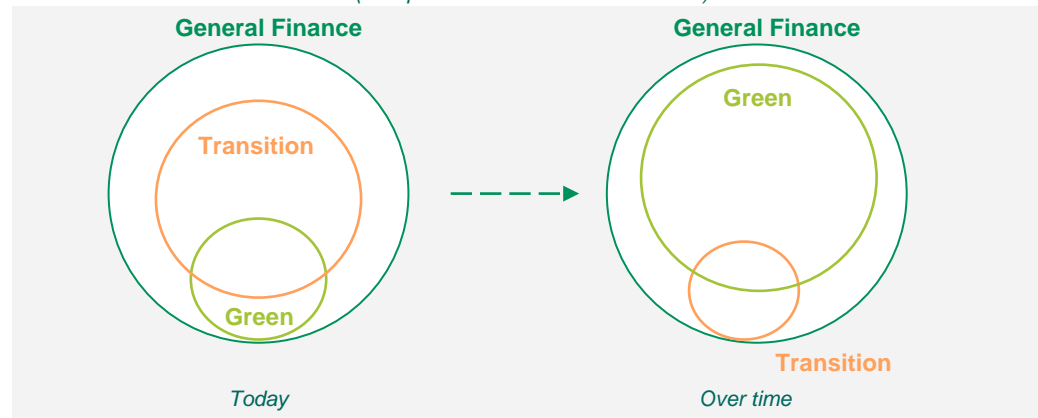 General Finance
General Finance
Green
Transition
Green
Transition
Today
Over time